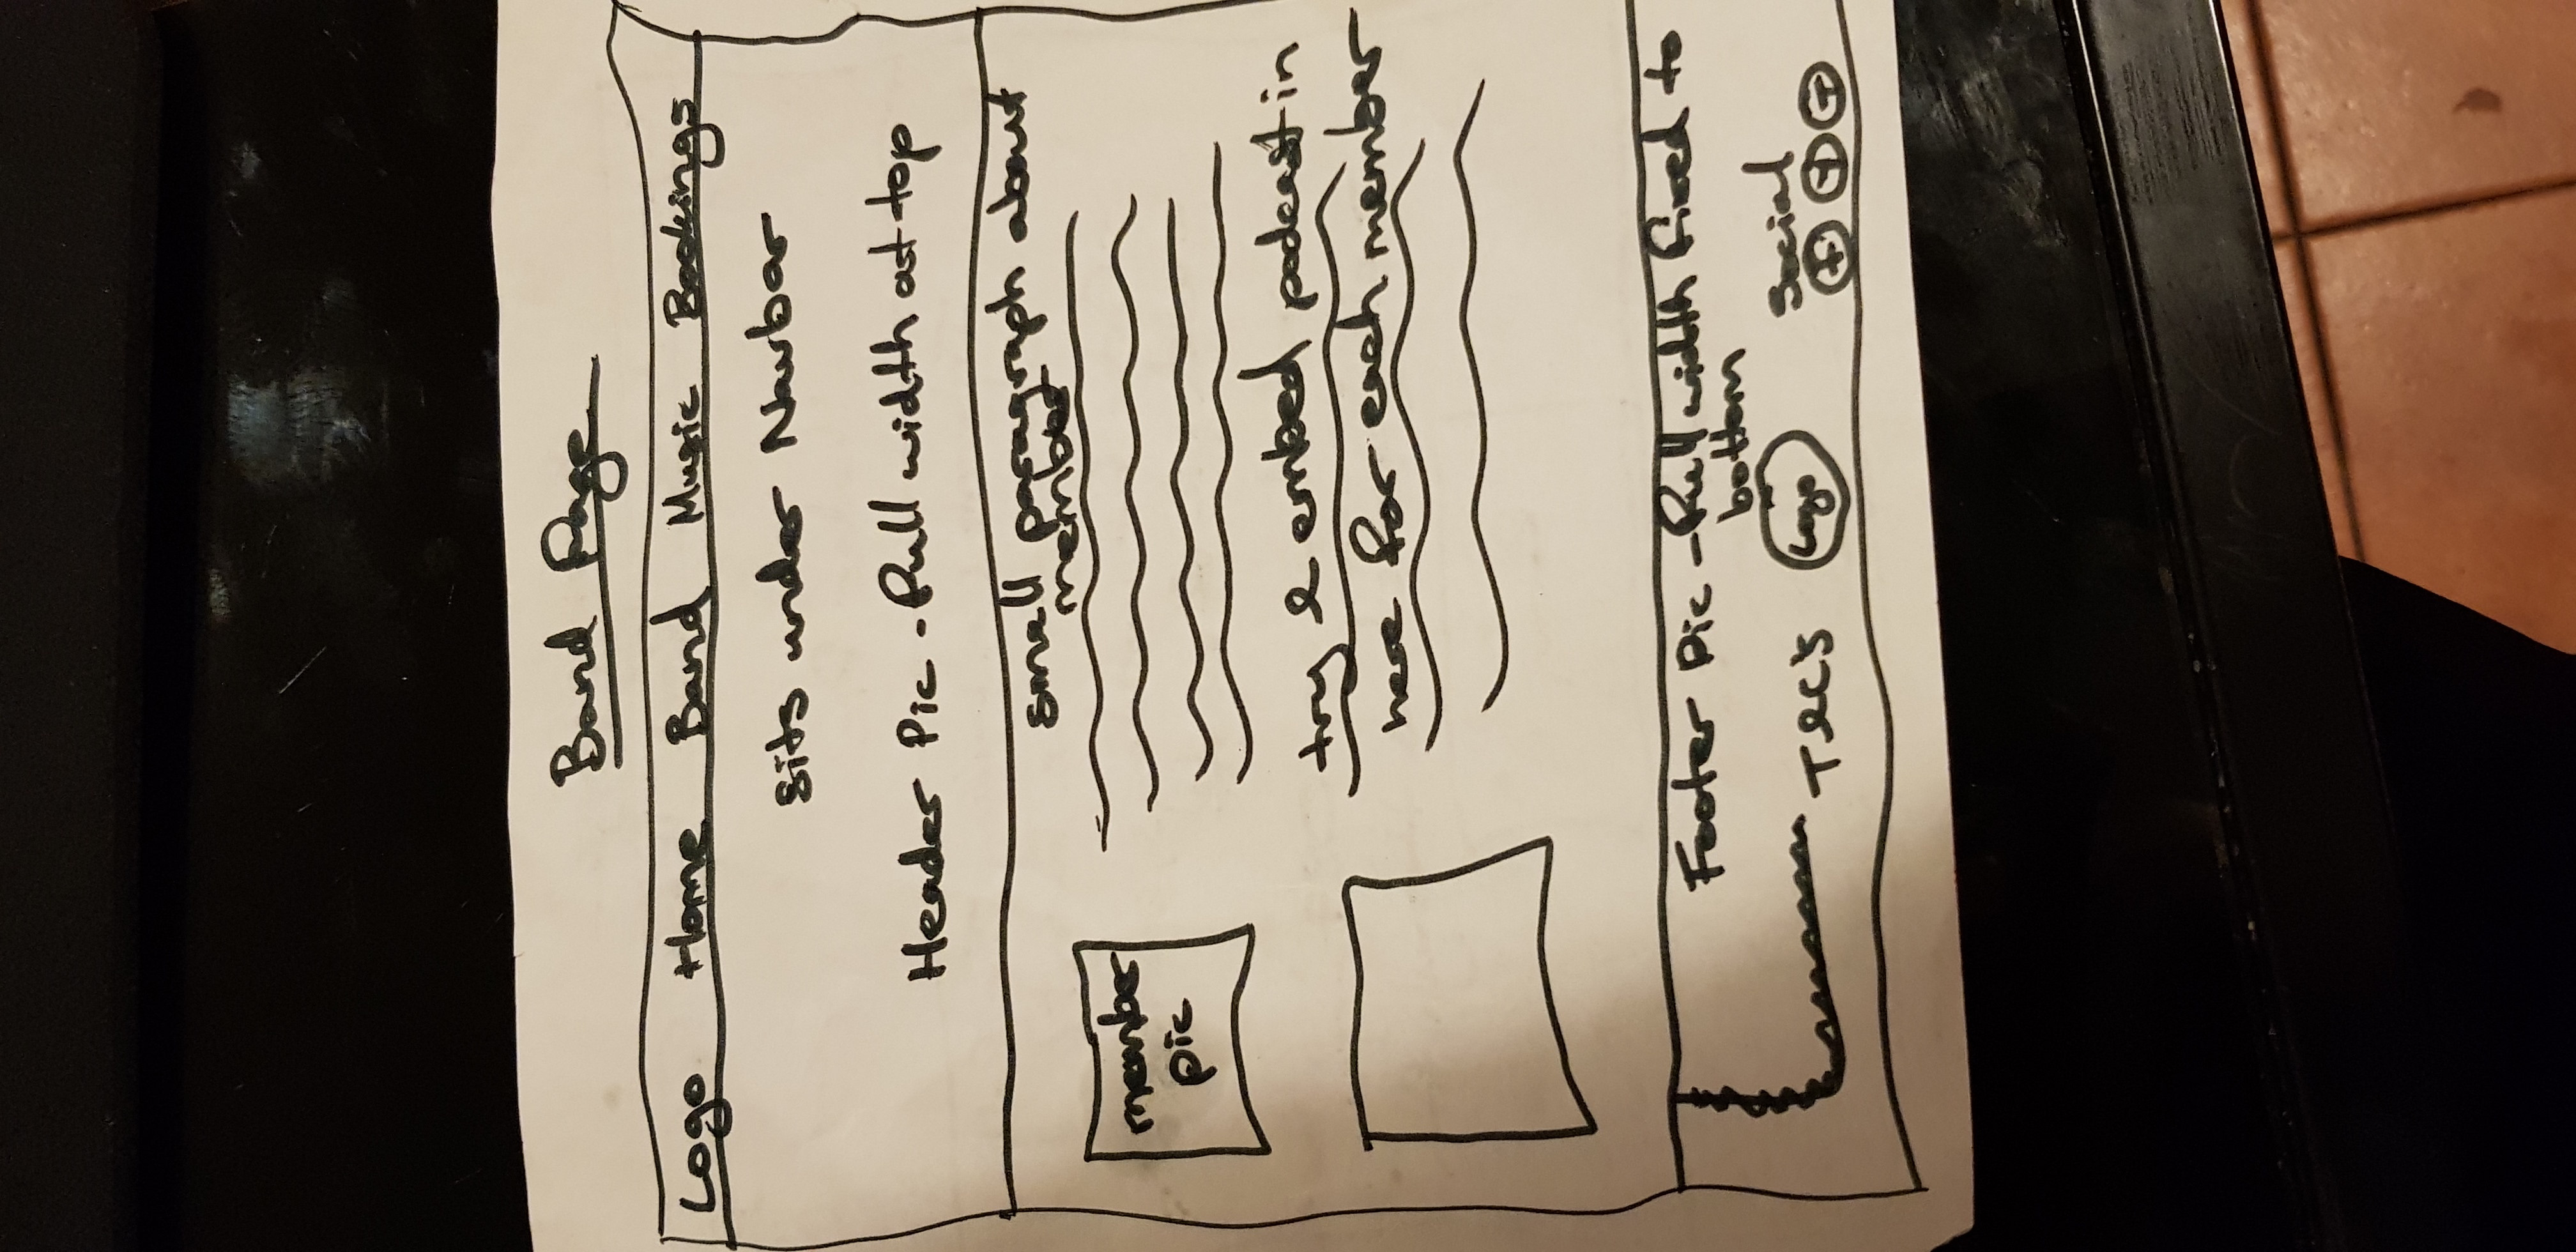 Band Page
Logo Home Band Music Bookings
sits under Navbar
Header Pic - full width at top
small paragraph about
member
member
pic
try & embed podcast in
here for each member
Footer Pic - full width fixed to
bottom
T&C's
Logo
Social